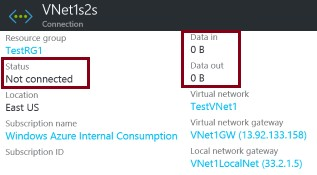 VNet1s2s
Connection
Resource group
TestRG1
Status
Not connected
Location
East US
Subscription name
Windows Azure Internal Consumption
Subscription ID
Data in
0 B
Data out
0 B
Virtual network
TestVNet1
Virtual network gateway
VNet1GW (13.92.133.158)
Local network gateway
VNet1LocalNet (33.2.1.5)